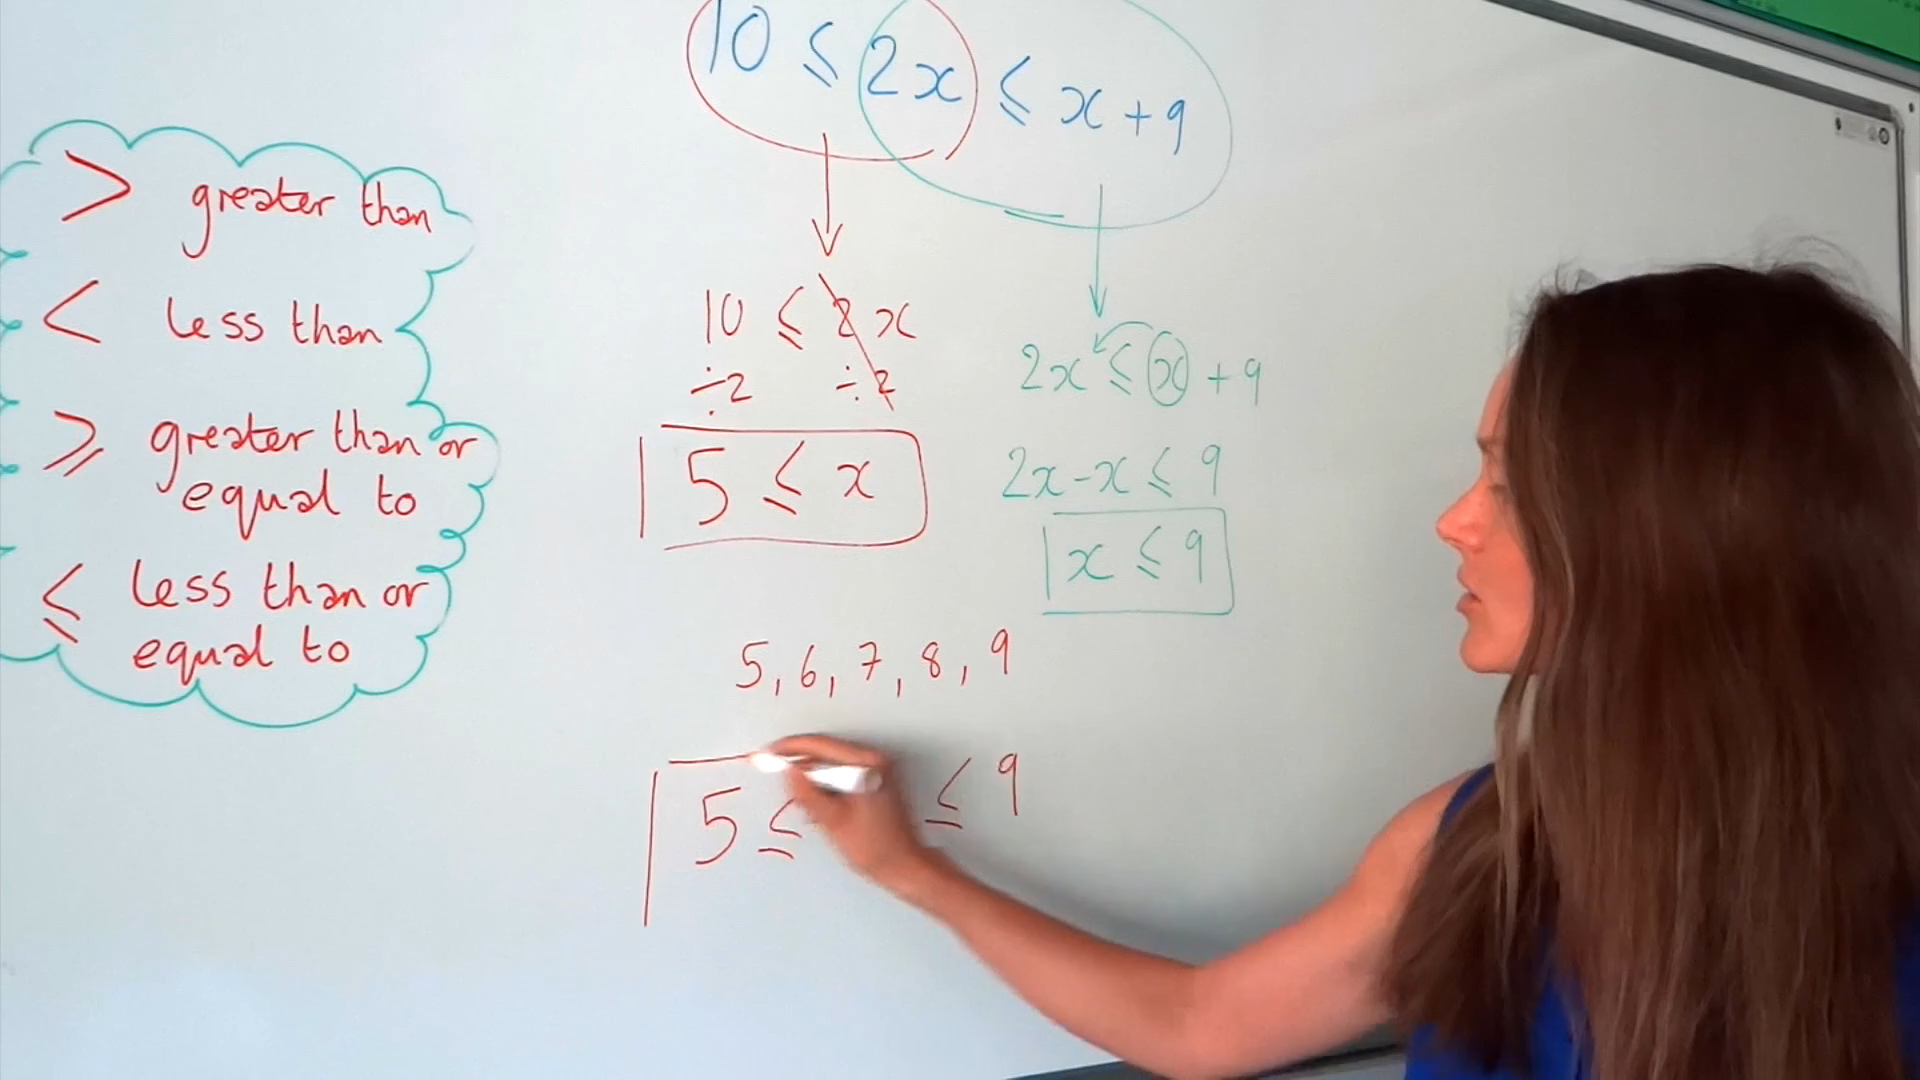 10 ≤ 2x ≤ x + 9
> greater than
< less than
≥ greater than or
equal to
≤ less than or
equal to
10 ≤ 2x
÷2 ÷2
5 ≤ x
2x ≤ x + 9
2x-x ≤ 9
x ≤ 9
5, 6, 7, 8, 9
5 ≤ ≤ 9